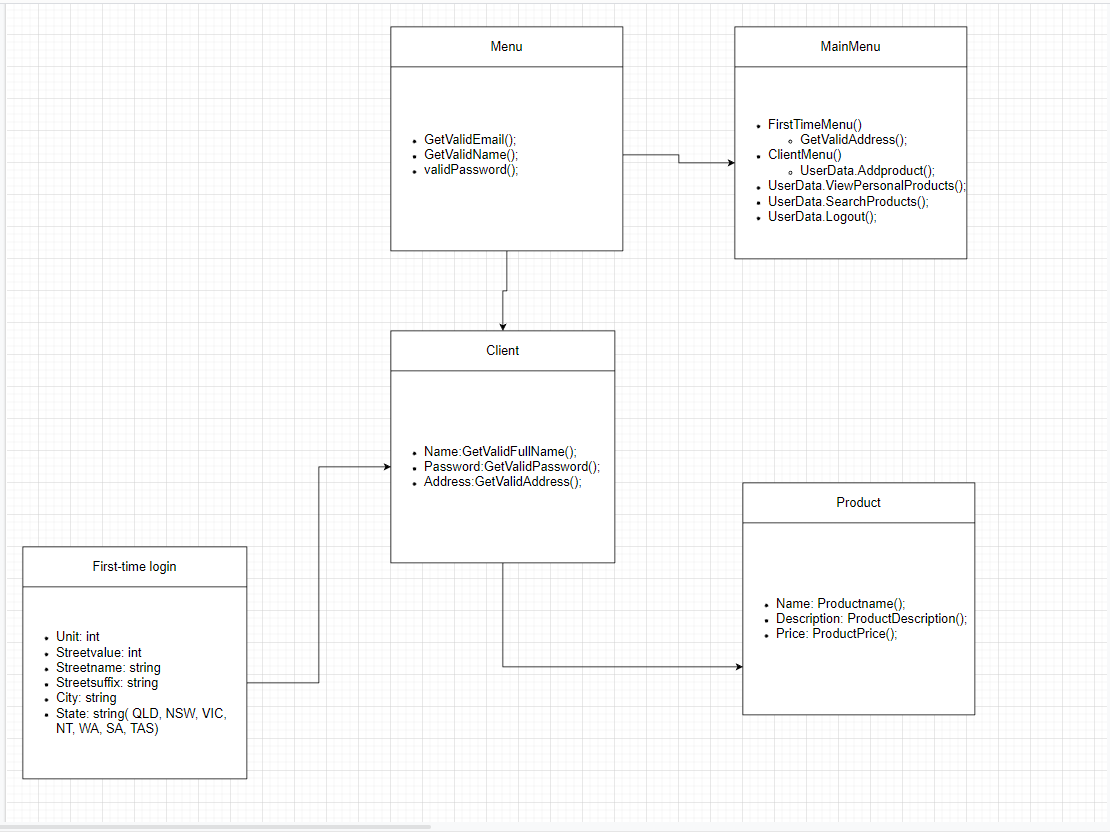 Menu
GetValidEmail();
GetValidName();
validPassword();
MainMenu
FirstTimeMenu()
GetValidAddress();
ClientMenu()
UserData.Addproduct();
UserData.ViewPersonalProducts();
UserData.SearchProducts();
UserData.Logout();
Client
Name:GetValidFullName();
Password:GetValidPassword();
Address:GetValidAddress();
Product
Name: Productname();
Description: ProductDescription();
Price: ProductPrice();
First-time login
Unit: int
Streetvalue: int
Streetname: string
Streetsuffix: string
City: string
State: string( QLD, NSW, VIC,
NT, WA, SA, TAS)